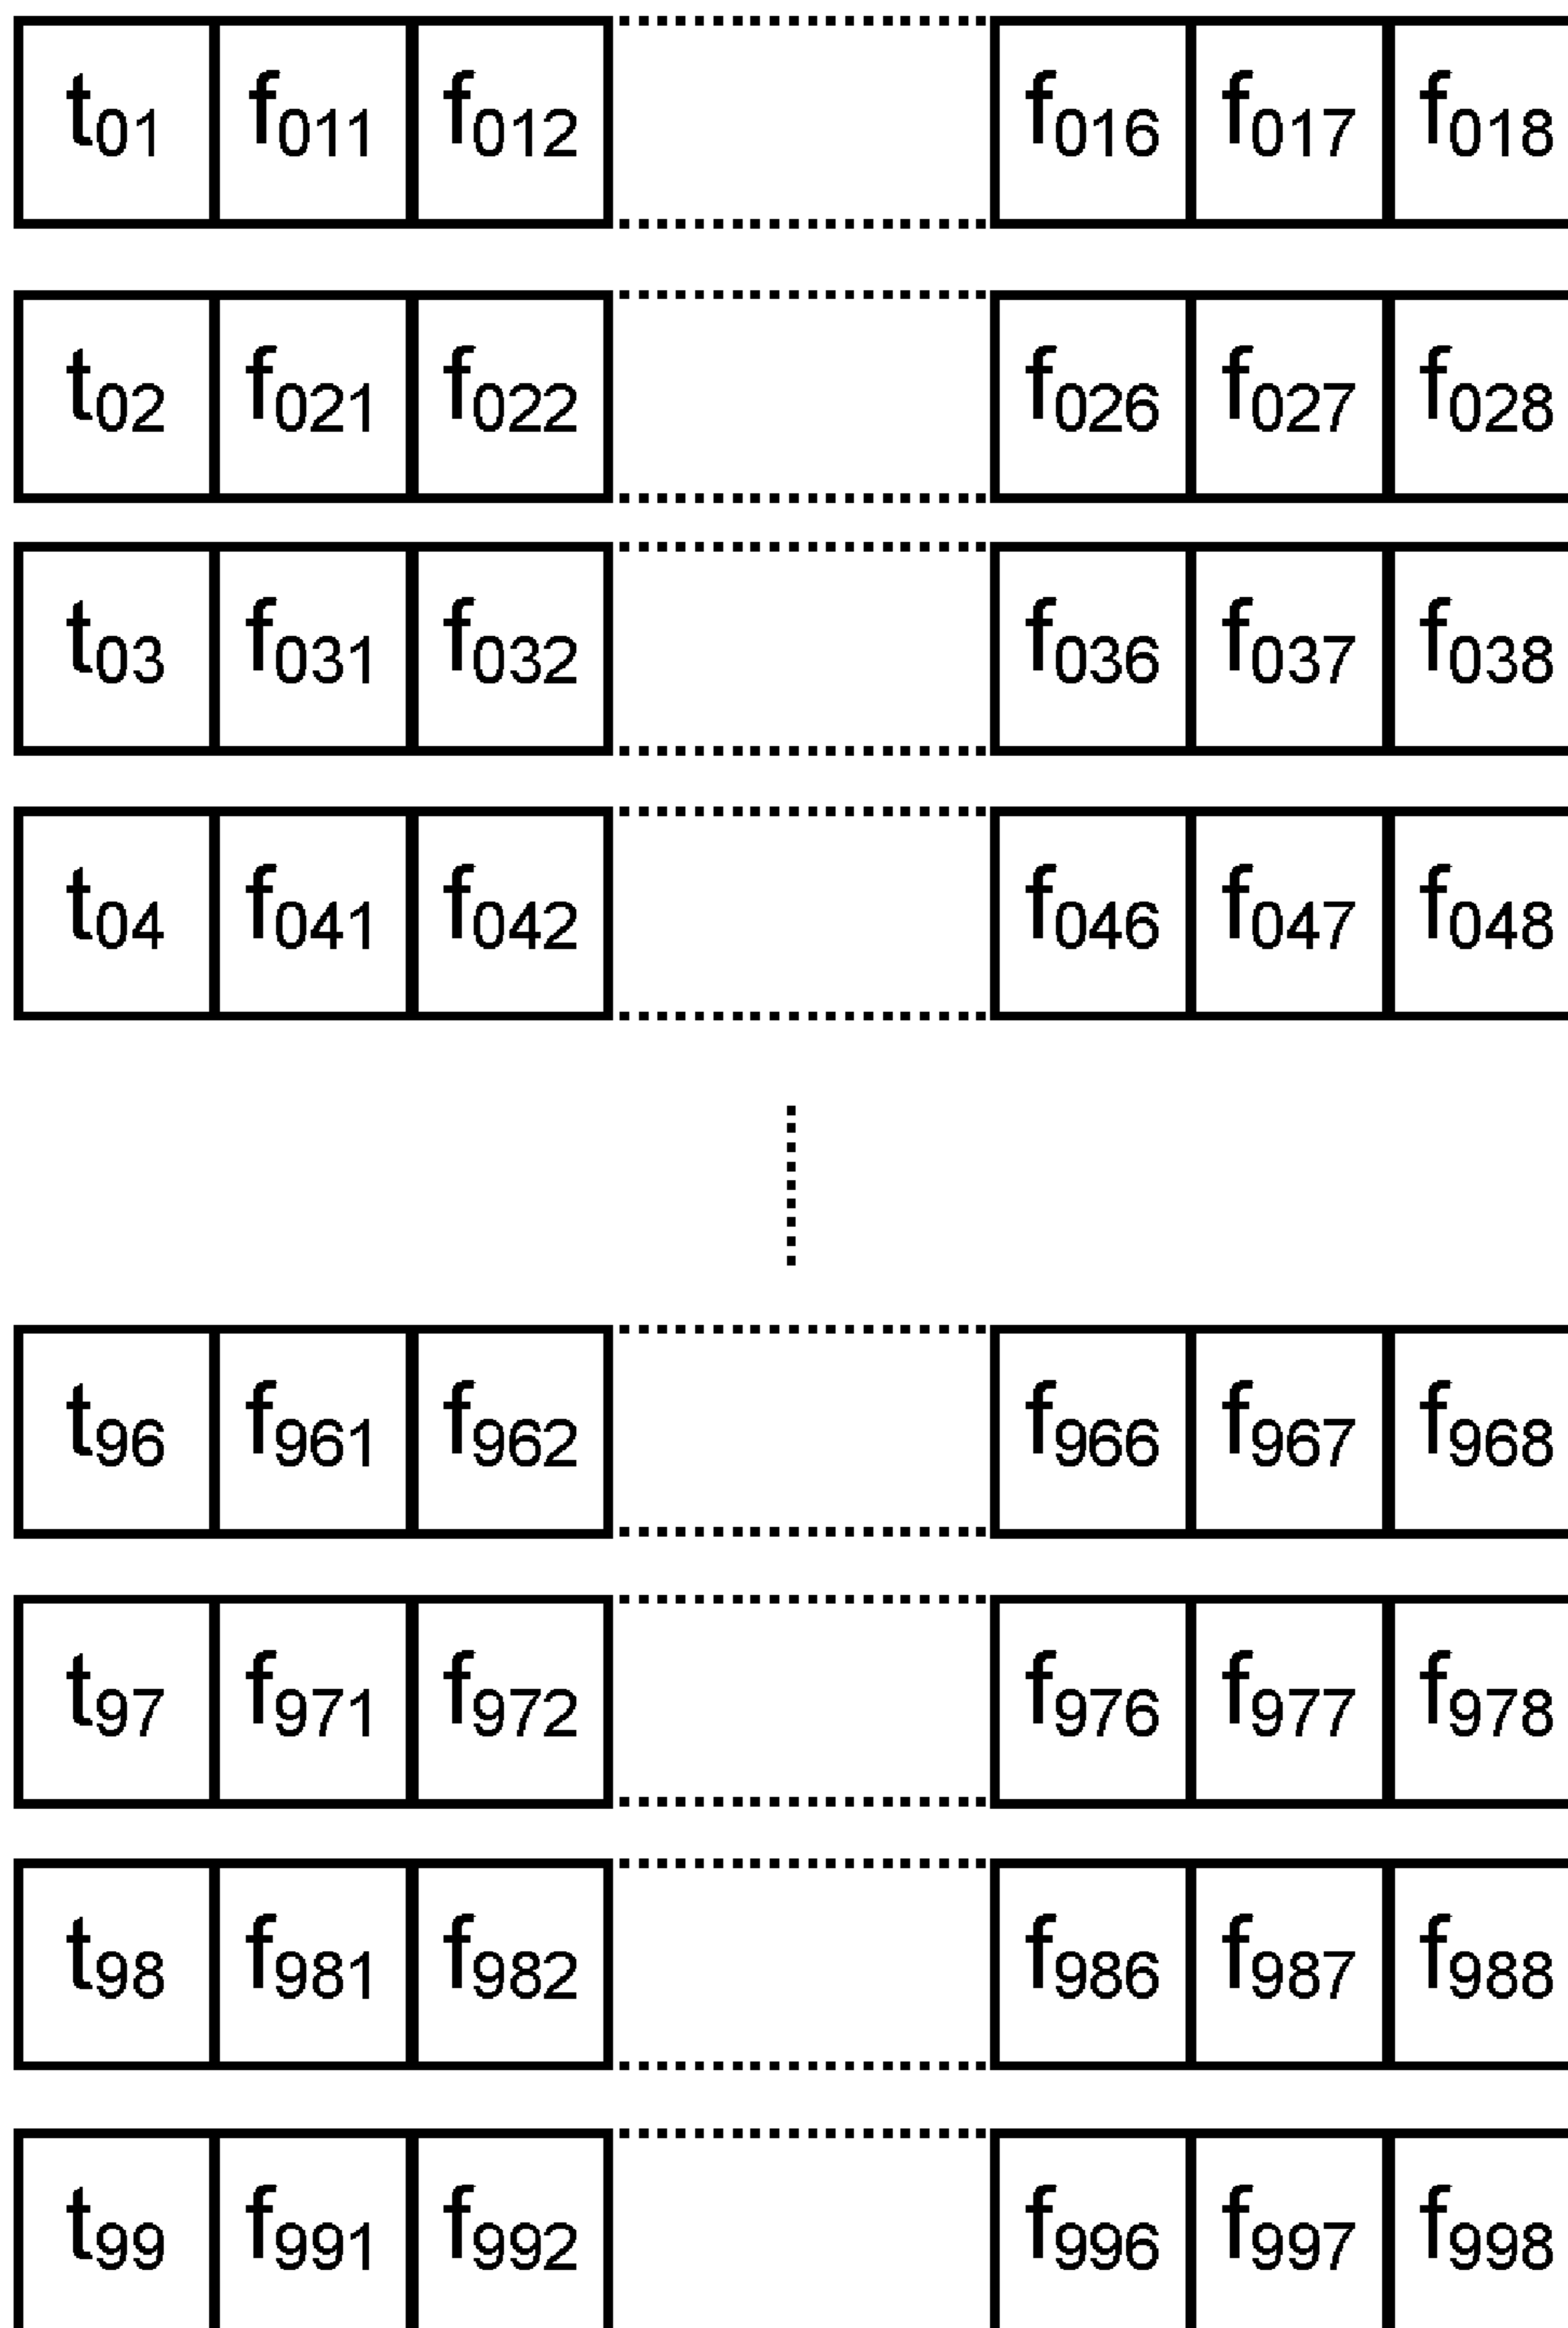 t01 f011 f012 f016 f017 f018
t02 f021 f022 f026 f027 f028
t03 f031 f032 f036 f037 f038
t04 f041 f042 f046 f047 f048
t96 f961 f962 f966 f967 f968
t97 f971 f972 f976 f977 f978
t98 f981 f982 f986 f987 f988
t99 f991 f992 f996 f997 f998